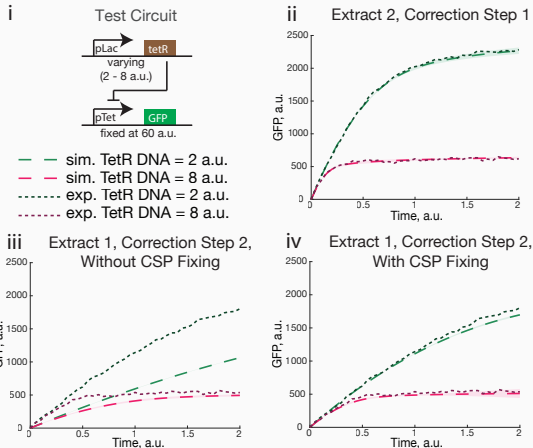 i
Test Circuit
pLac
tetR
varying
(2 - 8 a.u.)
pTet
GFP
fixed at 60 a.u.
sim. TetR DNA = 2 a.u.
sim. TetR DNA = 8 a.u.
exp. TetR DNA = 2 a.u.
exp. TetR DNA = 8 a.u.
ii
Extract 2, Correction Step 1
GFP, a.u.
2500
2000
1500
1000
500
0
0
0.5
1
1.5
2
Time, a.u.
iii
Extract 1, Correction Step 2,
Without CSP Fixing
GFP, a.u.
2500
2000
1500
1000
500
0
0
0.5
1
1.5
2
Time, a.u.
iv
Extract 1, Correction Step 2,
With CSP Fixing
GFP, a.u.
2500
2000
1500
1000
500
0
0
0.5
1
1.5
2
Time, a.u.